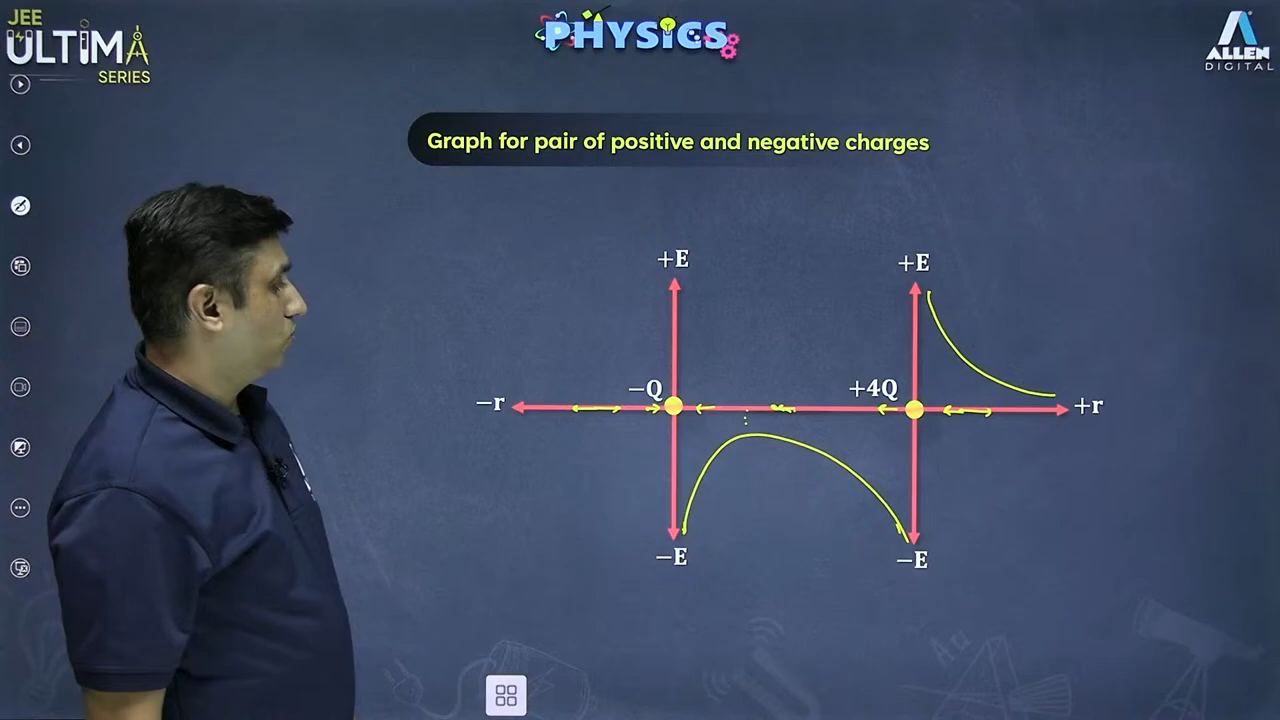 JEE
ULTIMA
SERIES
PHYSICS
ALLEN
DIGITAL
Graph for pair of positive and negative charges
+E
+E
−Q
+4Q
−r
+r
−E
−E